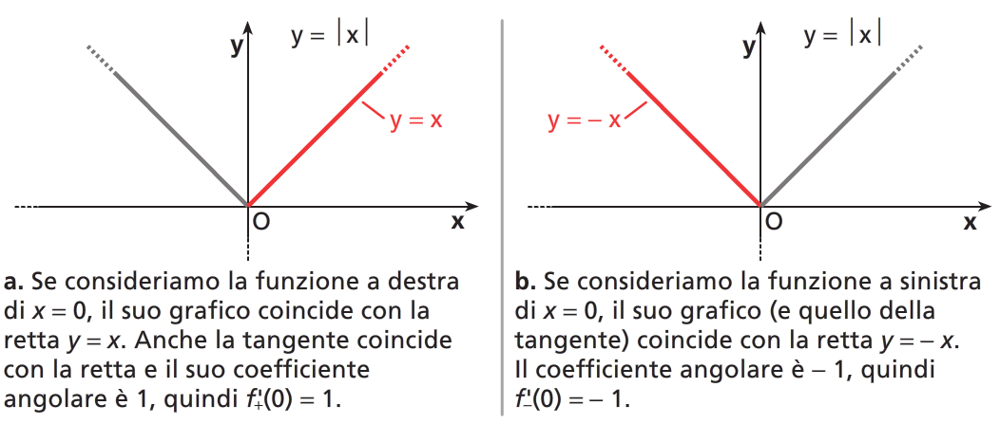 y
y = |x|
y = x
O
x
a. Se consideriamo la funzione a destra
di x = 0, il suo grafico coincide con la
retta y = x. Anche la tangente coincide
con la retta e il suo coefficiente
angolare è 1, quindi f'₊(0) = 1.
y
y = |x|
y = – x
O
x
b. Se consideriamo la funzione a sinistra
di x = 0, il suo grafico (e quello della
tangente) coincide con la retta y = – x.
Il coefficiente angolare è – 1, quindi
f'₋(0) = – 1.